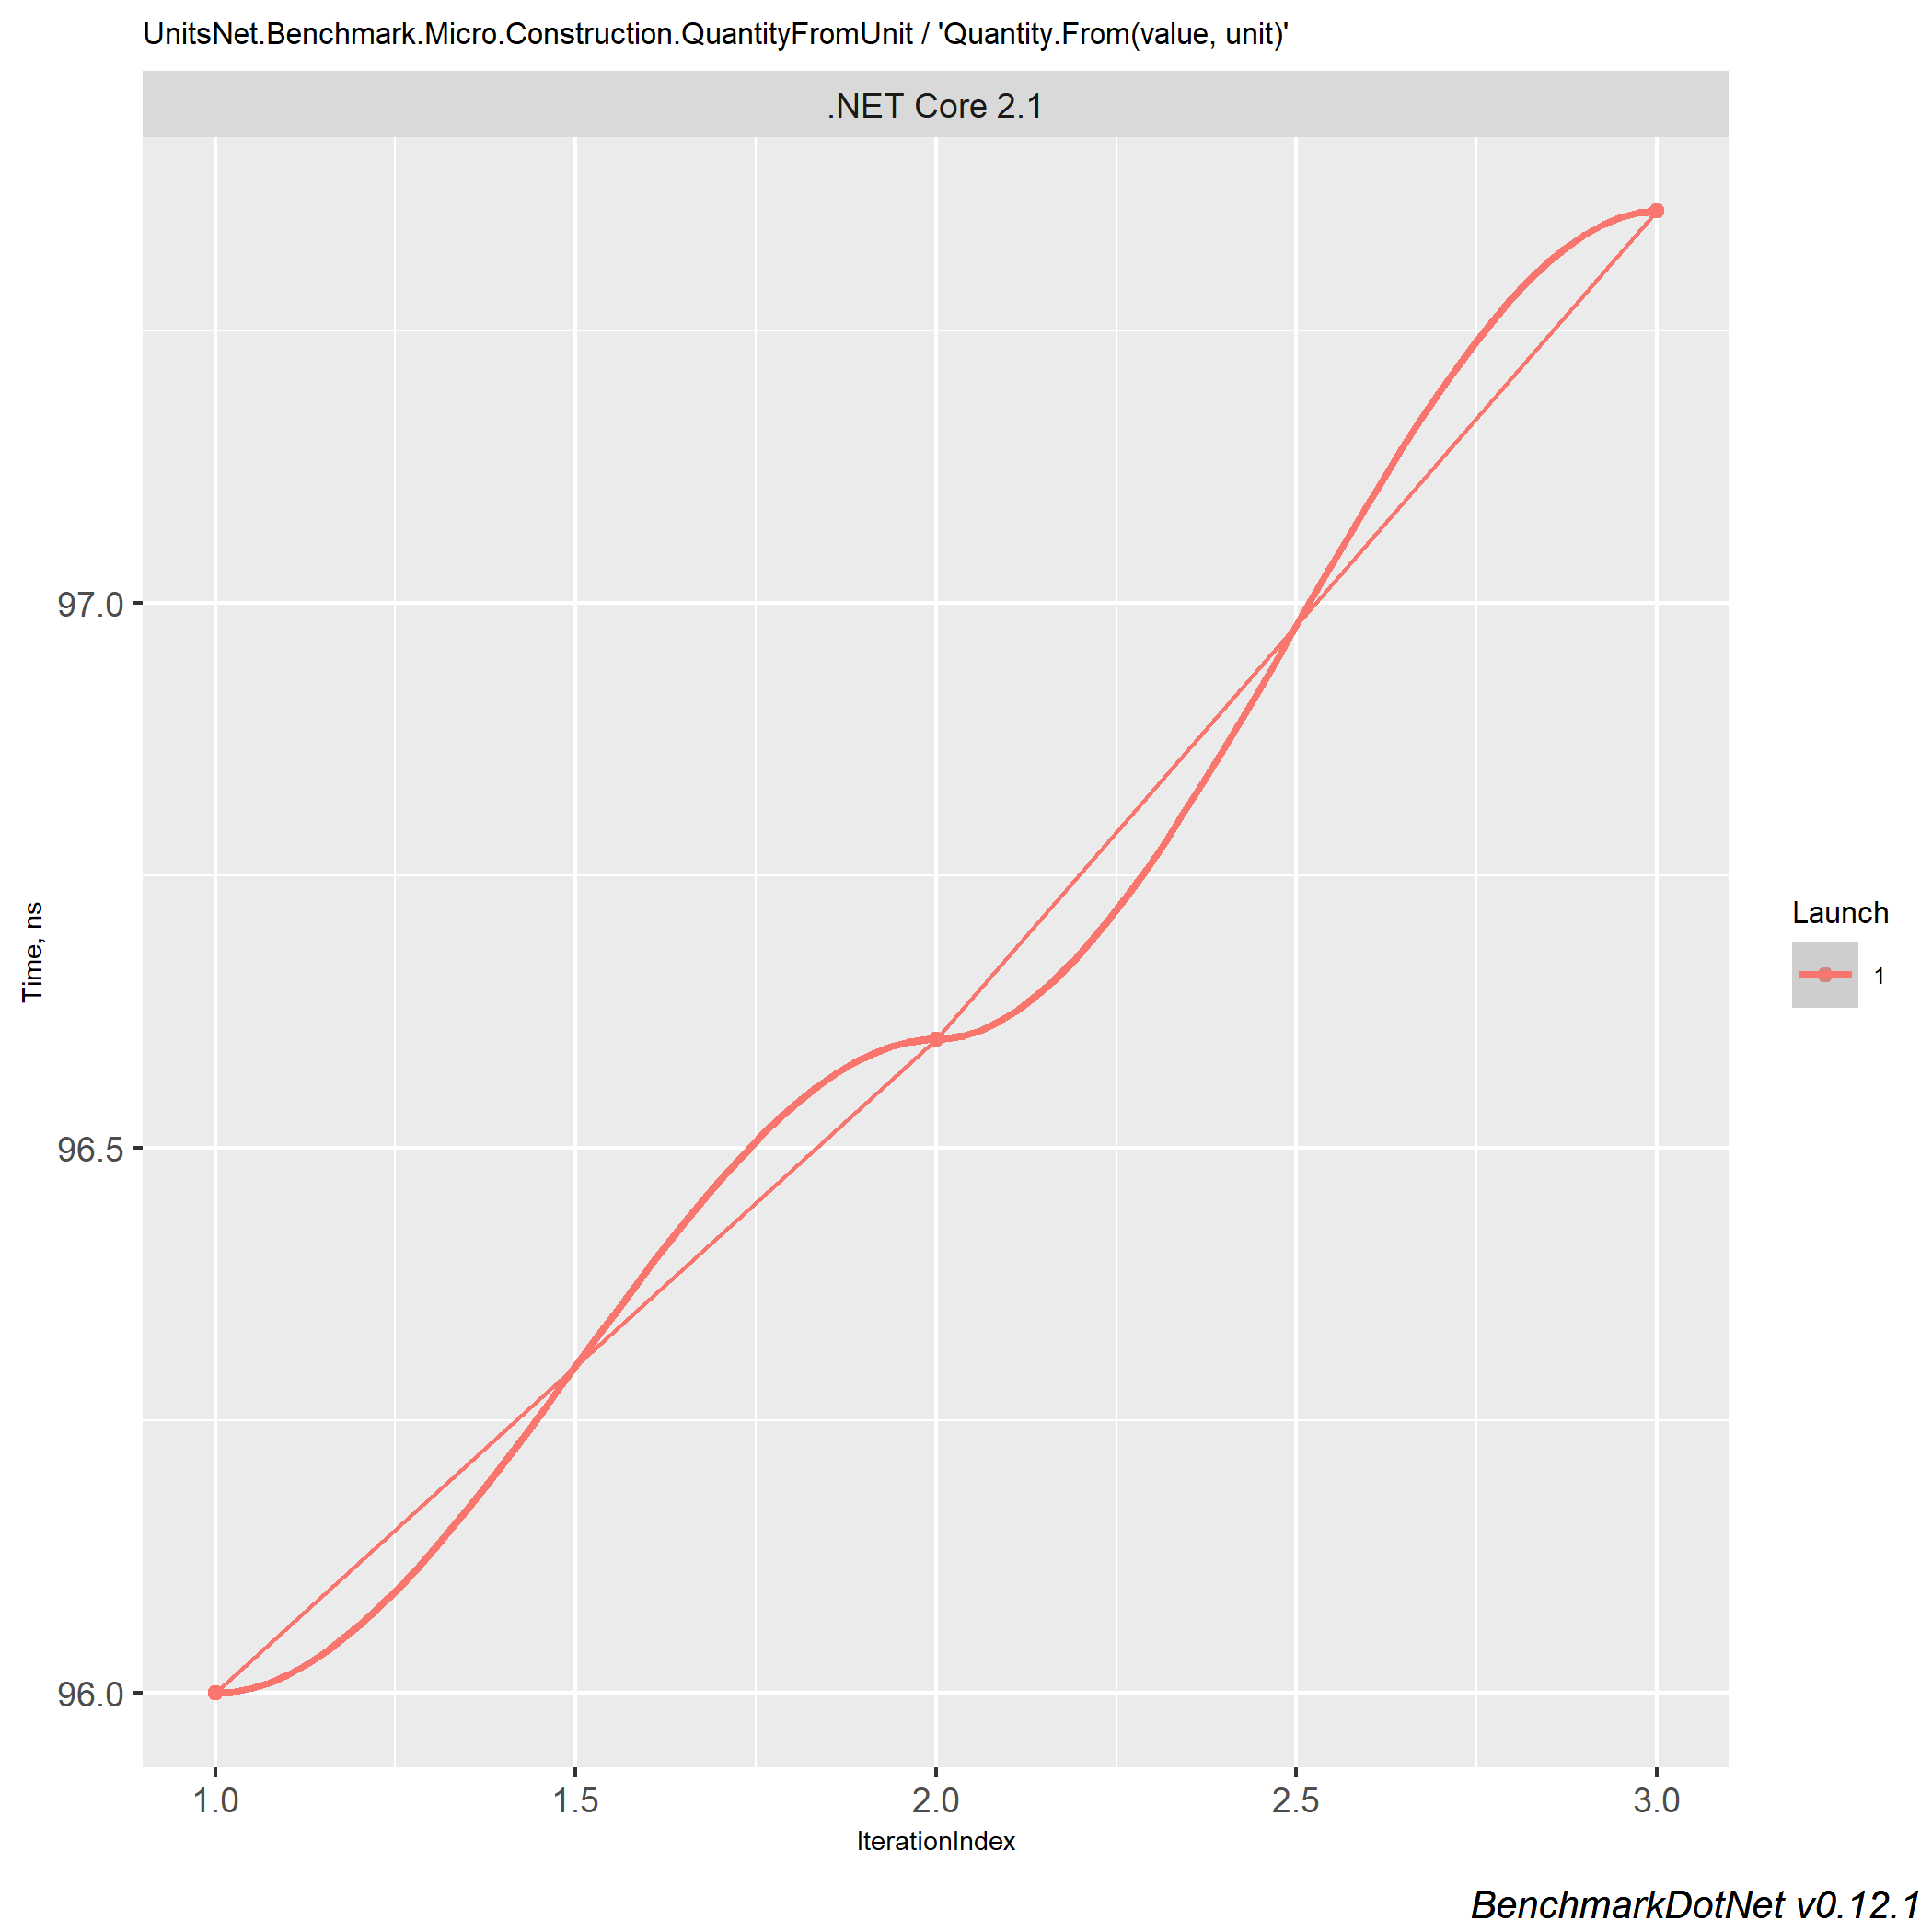 UnitsNet.Benchmark.Micro.Construction.QuantityFromUnit / 'Quantity.From(value, unit)'
.NET Core 2.1
97.0
96.5
96.0
Time, ns
1.0 1.5 2.0 2.5 3.0
IterationIndex
Launch
1
BenchmarkDotNet v0.12.1